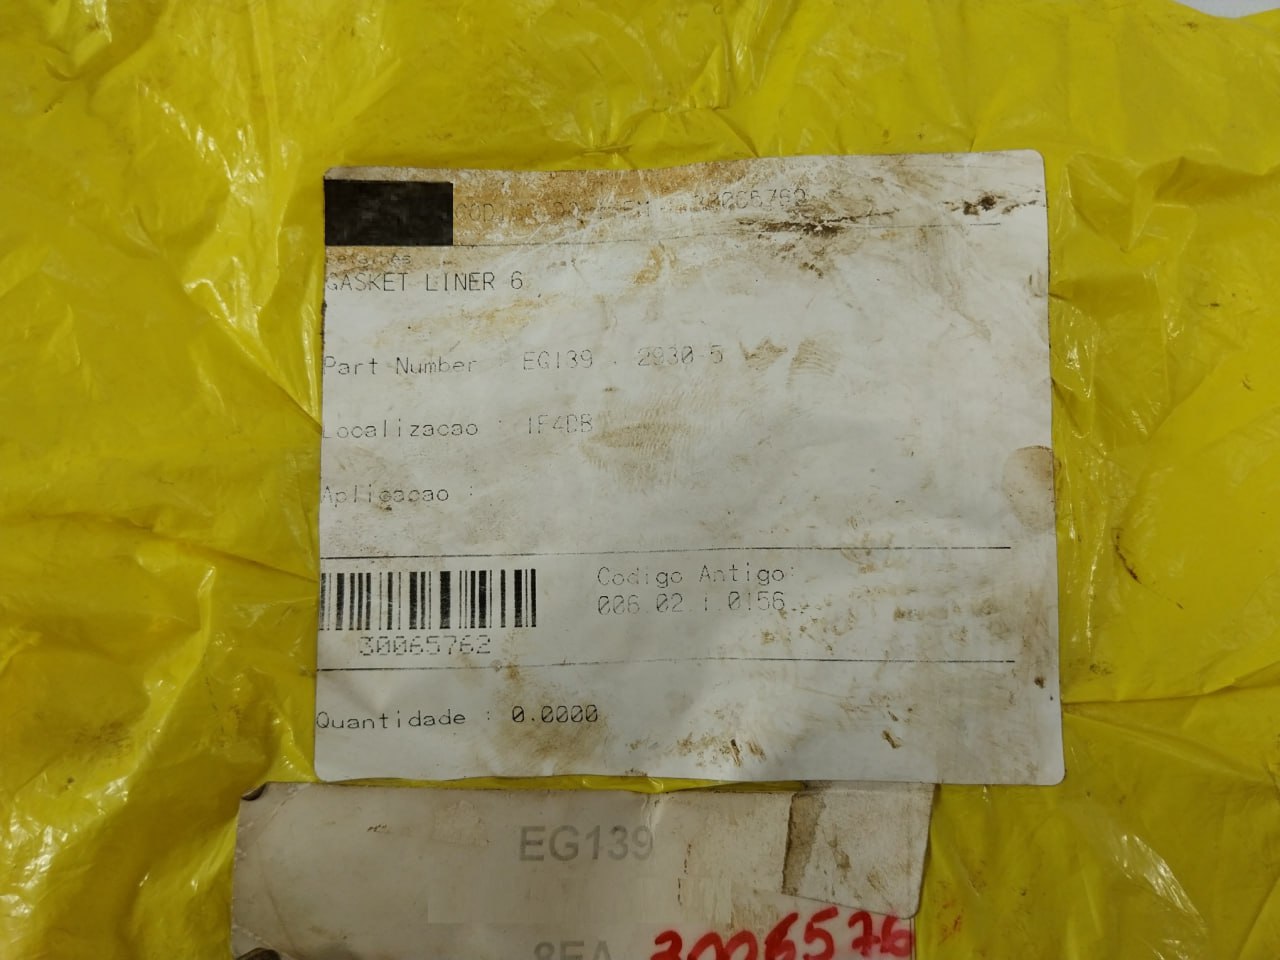 GASKET LINER 6
Part Number : EG139 . 2930-5
Localizacao : 1F4DB
Aplicacao :
Codigo Antigo:
006.02.1.0156
30065762
Quantidade : 0.0000
EG139
3006576